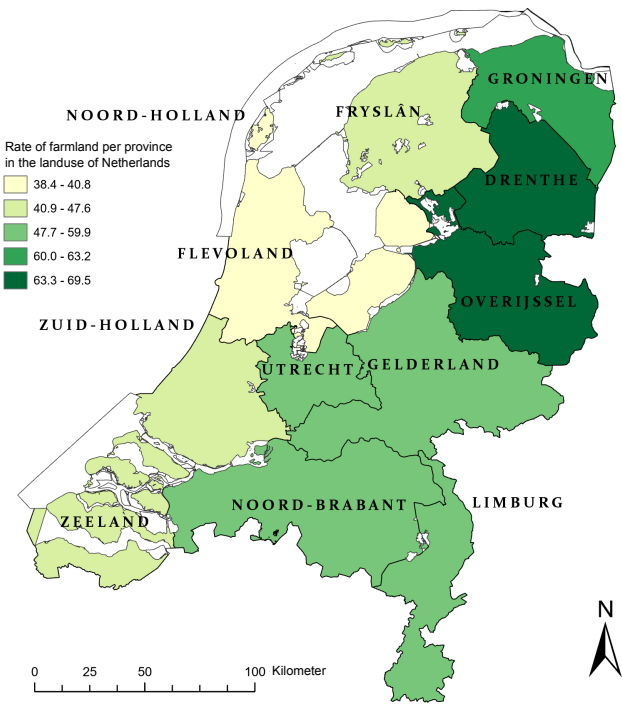 GRONINGEN
NOORD-HOLLAND
FRYSLÂN
Rate of farmland per province
in the landuse of Netherlands
38.4 - 40.8
40.9 - 47.6
47.7 - 59.9
60.0 - 63.2
63.3 - 69.5
DRENTHE
FLEVOLAND
OVERIJSSEL
ZUID-HOLLAND
UTRECHT
GELDERLAND
NOORD-BRABANT
LIMBURG
ZEELAND
N
0 25 50 100 Kilometer